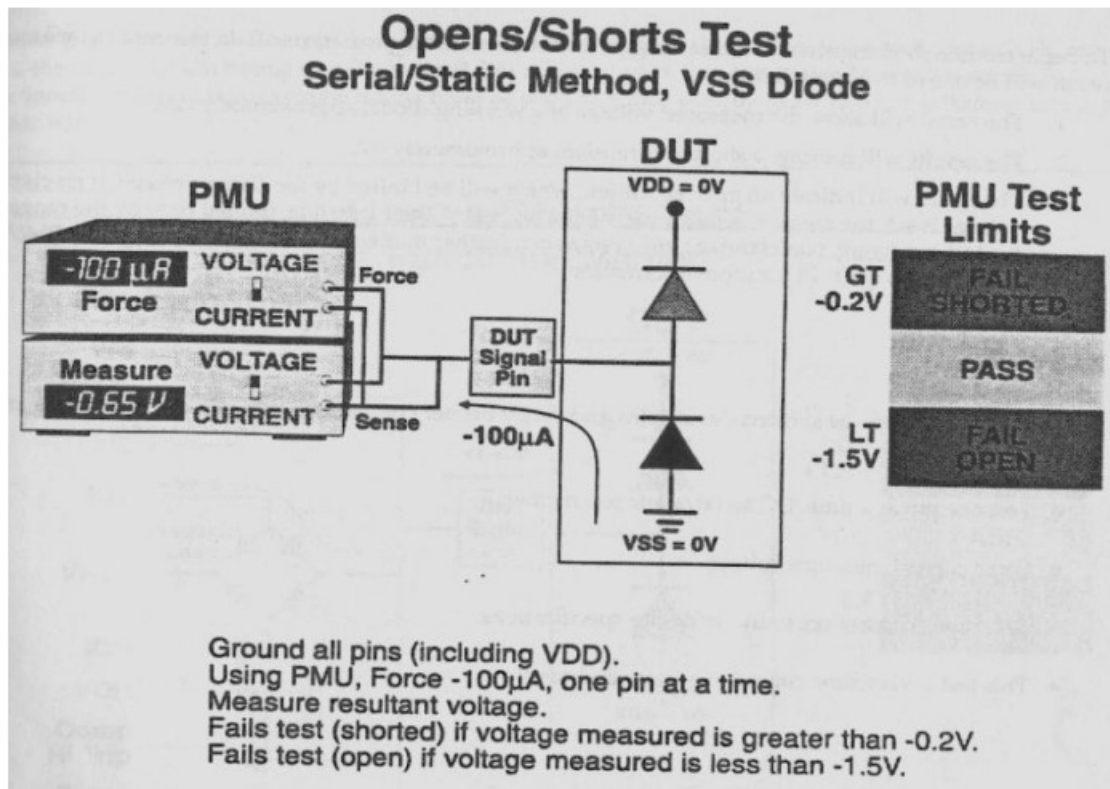 Opens/Shorts Test
Serial/Static Method, VSS Diode
PMU
-100 µA
Force
VOLTAGE
CURRENT
Measure
-0.65 V
VOLTAGE
CURRENT
Force
Sense
DUT
Signal
Pin
-100µA
DUT
VDD = 0V
VSS = 0V
PMU Test
Limits
GT
-0.2V
FAIL
SHORTED
PASS
LT
-1.5V
FAIL
OPEN
Ground all pins (including VDD).
Using PMU, Force -100µA, one pin at a time.
Measure resultant voltage.
Fails test (shorted) if voltage measured is greater than -0.2V.
Fails test (open) if voltage measured is less than -1.5V.